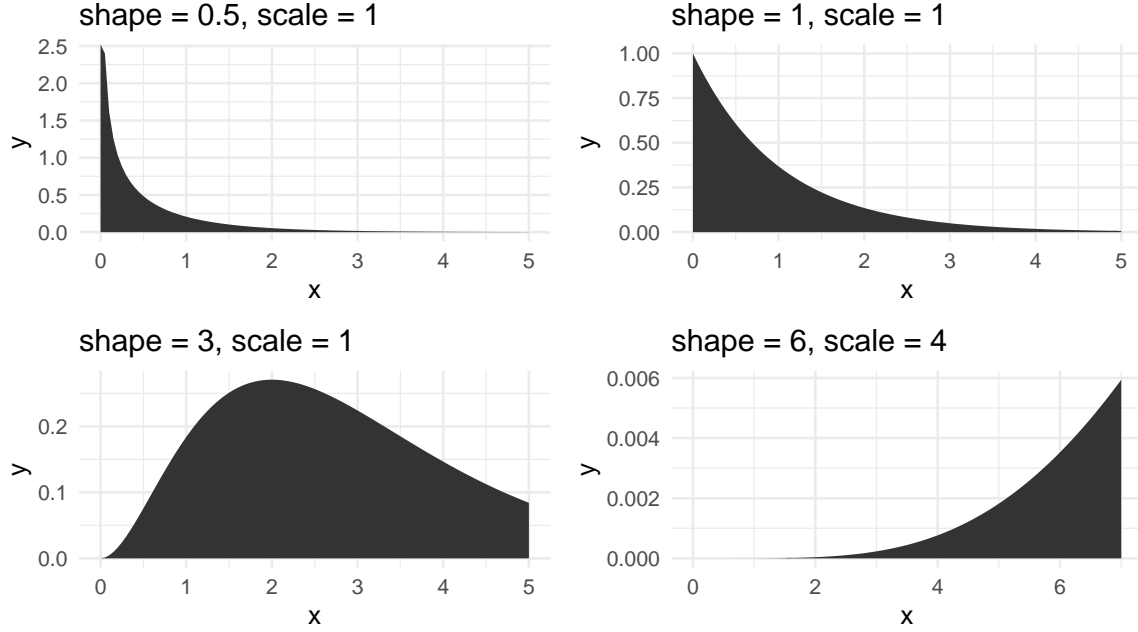 shape = 0.5, scale = 1
2.5
2.0
1.5
1.0
0.5
0.0
y
0 1 2 3 4 5
x
shape = 1, scale = 1
1.00
0.75
0.50
0.25
0.00
y
0 1 2 3 4 5
x
shape = 3, scale = 1
0.2
0.1
0.0
y
0 1 2 3 4 5
x
shape = 6, scale = 4
0.006
0.004
0.002
0.000
y
0 2 4 6
x